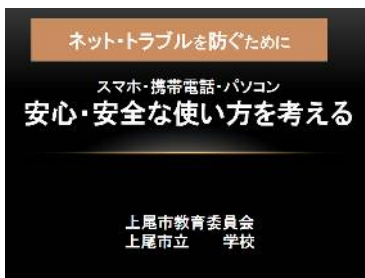 ネット・トラブルを防ぐために
スマホ・携帯電話・パソコン
安心・安全な使い方を考える
上尾市教育委員会
上尾市立　　学校